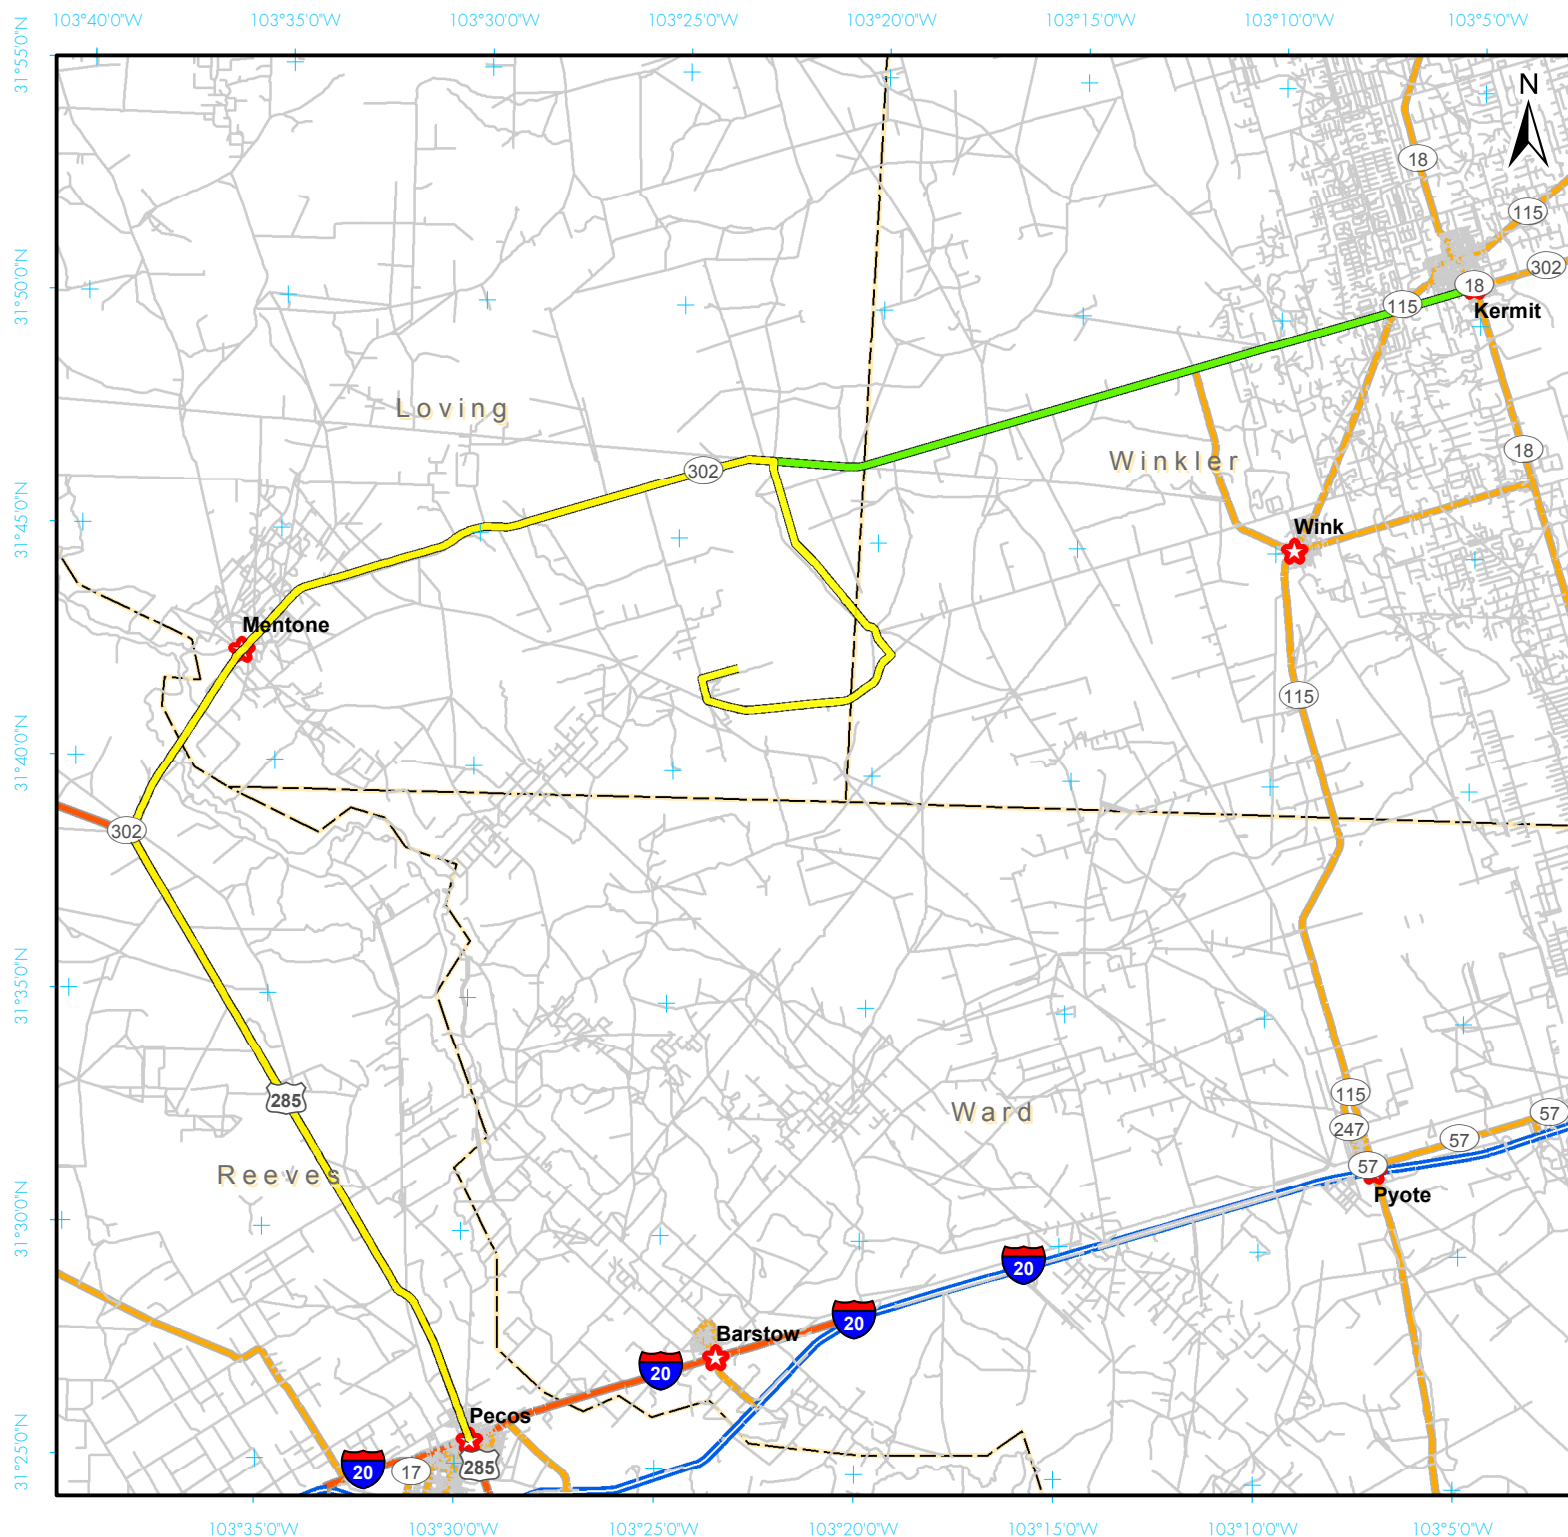 103°40'0"W 103°35'0"W 103°30'0"W 103°25'0"W 103°20'0"W 103°15'0"W 103°10'0"W 103°5'0"W
31°55'0"N
N
18
115
31°50'0"N
302
18
115
Kermit
Loving
18
Winkler
302
31°45'0"N
Wink
Mentone
115
31°40'0"N
302
31°35'0"N
285
115
Ward
57
247
57
57
Reeves
Pyote
31°30'0"N
20
20
Barstow
20
Pecos
31°25'0"N
20
17
285
103°35'0"W 103°30'0"W 103°25'0"W 103°20'0"W 103°15'0"W 103°10'0"W 103°5'0"W